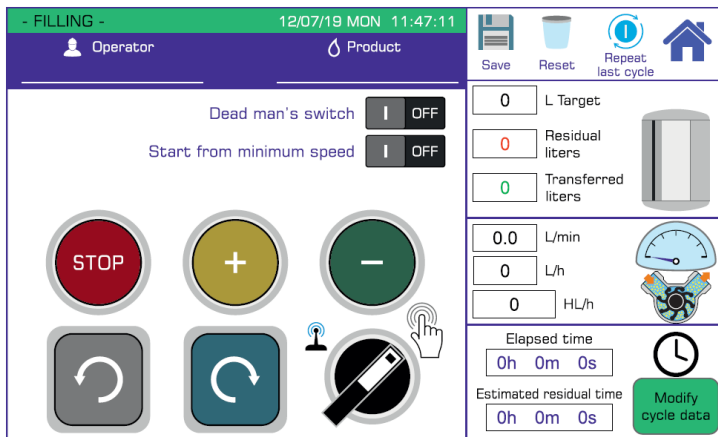 - FILLING -
12/07/19 MON 11:47:11
Operator
Product
Save
Reset
Repeat
last cycle
Dead man's switch
I OFF
Start from minimum speed
I OFF
0 L Target
0 Residual
liters
0 Transferred
liters
STOP
+
−
0.0 L/min
0 L/h
0 HL/h
Elapsed time
0h 0m 0s
Estimated residual time
0h 0m 0s
Modify
cycle data